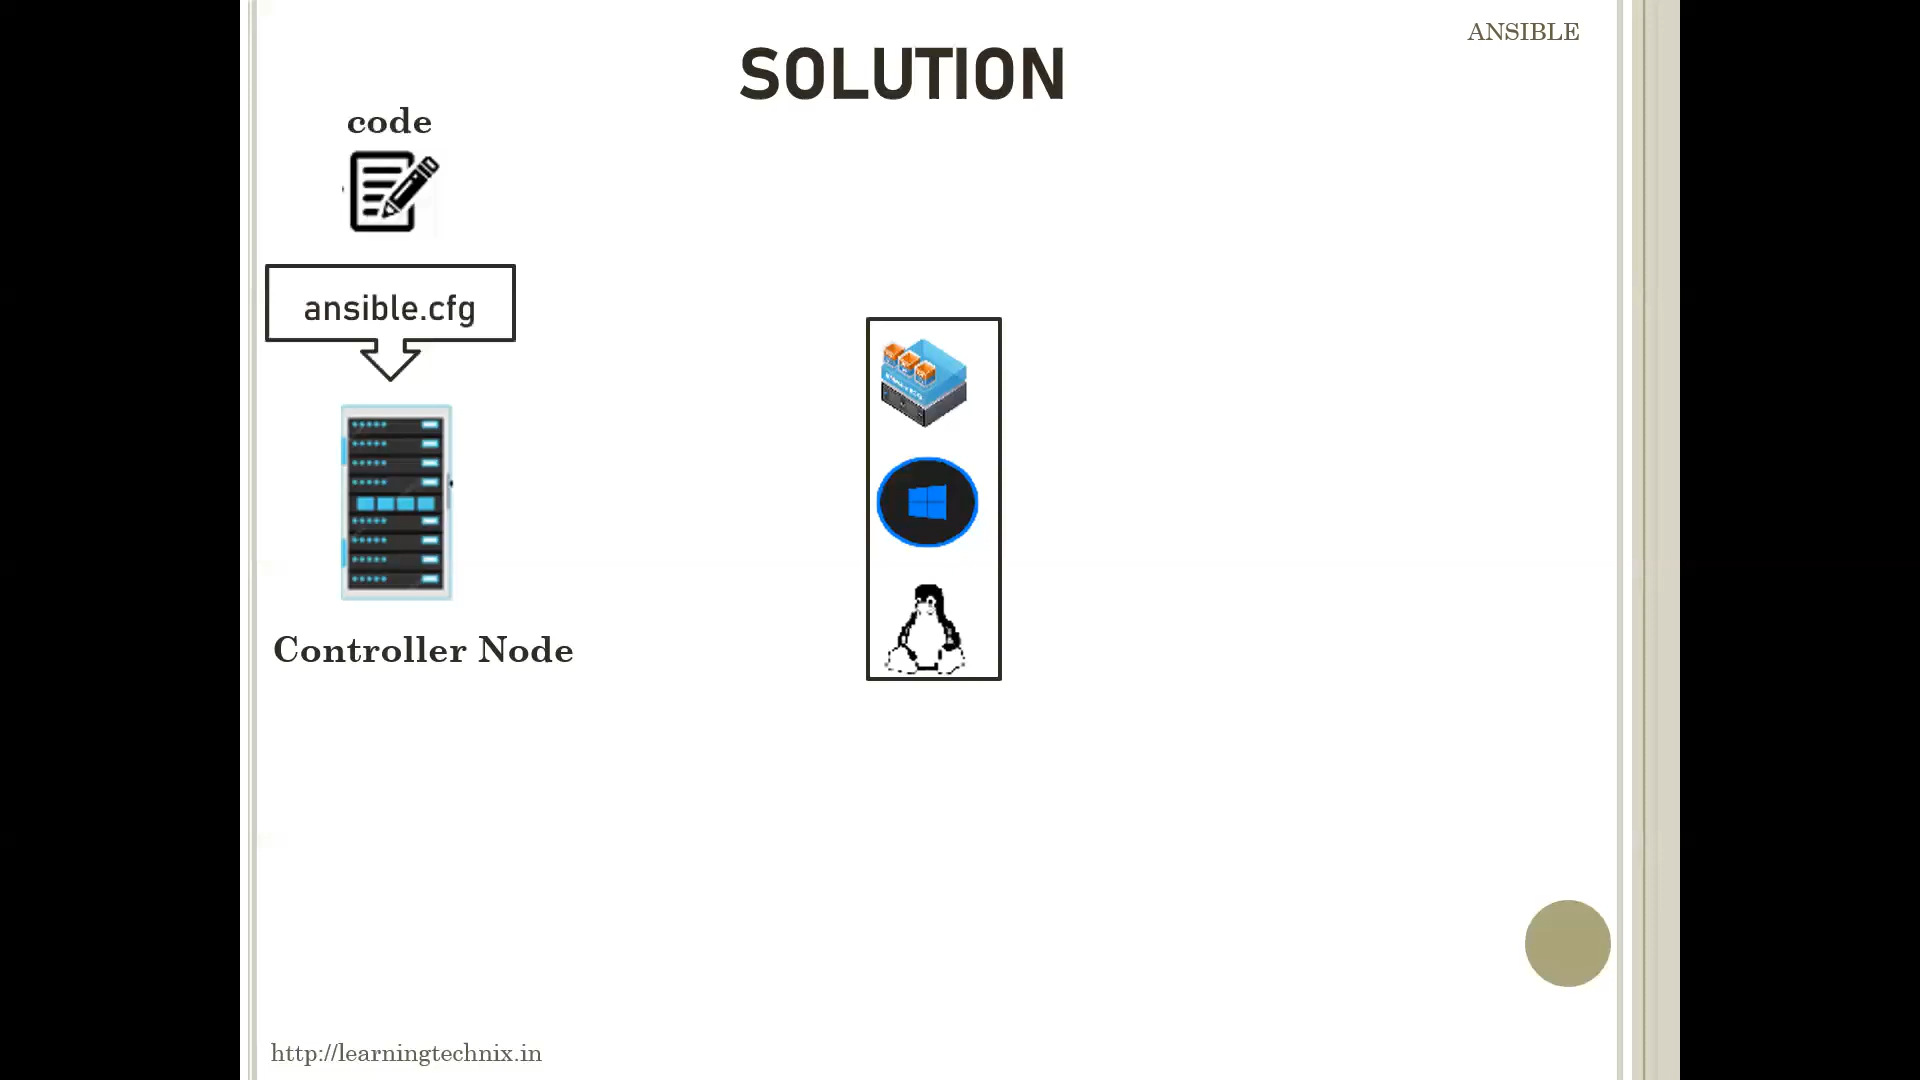 ANSIBLE
SOLUTION
code
ansible.cfg
Controller Node
http://learningtechnix.in